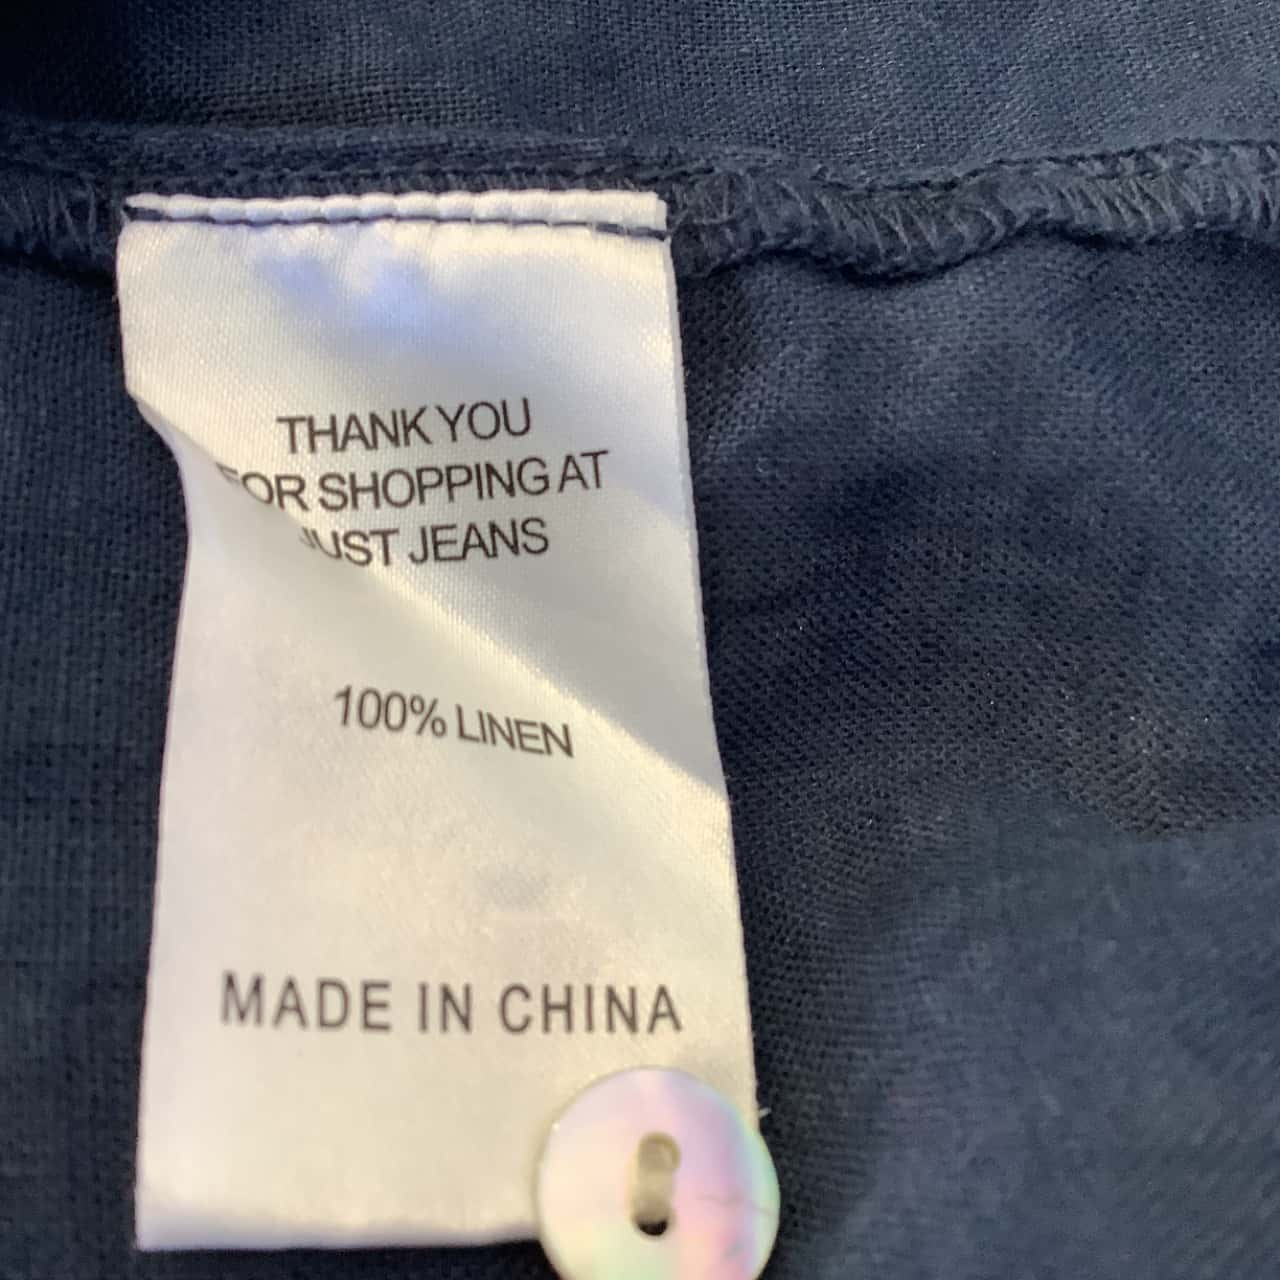 THANK YOU
FOR SHOPPING AT
JUST JEANS
100% LINEN
MADE IN CHINA